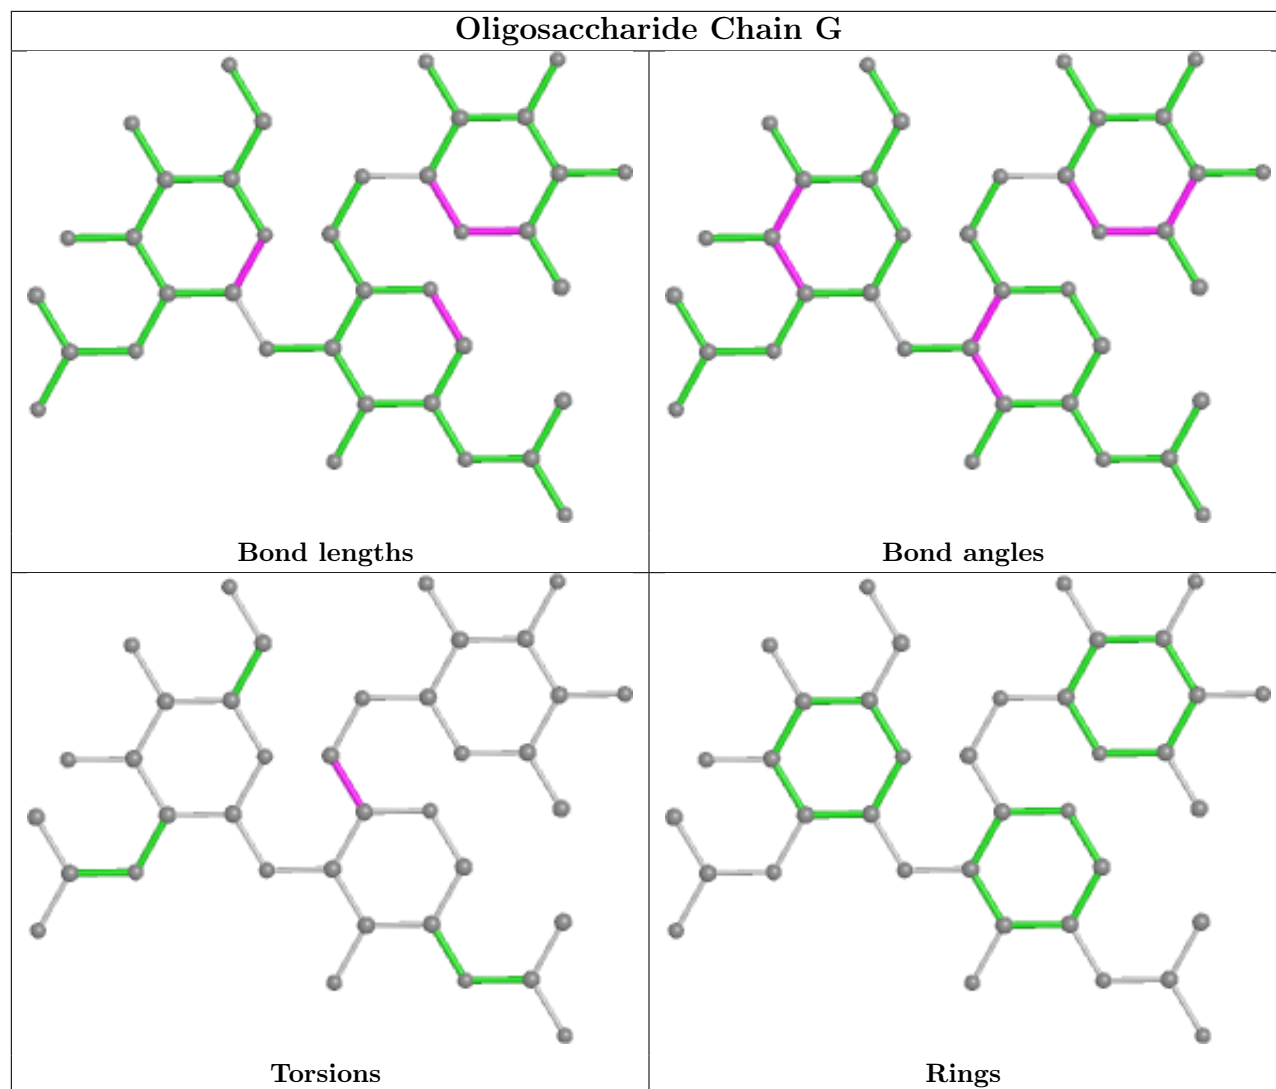 Oligosaccharide Chain G
Bond lengths
Bond angles
Torsions
Rings